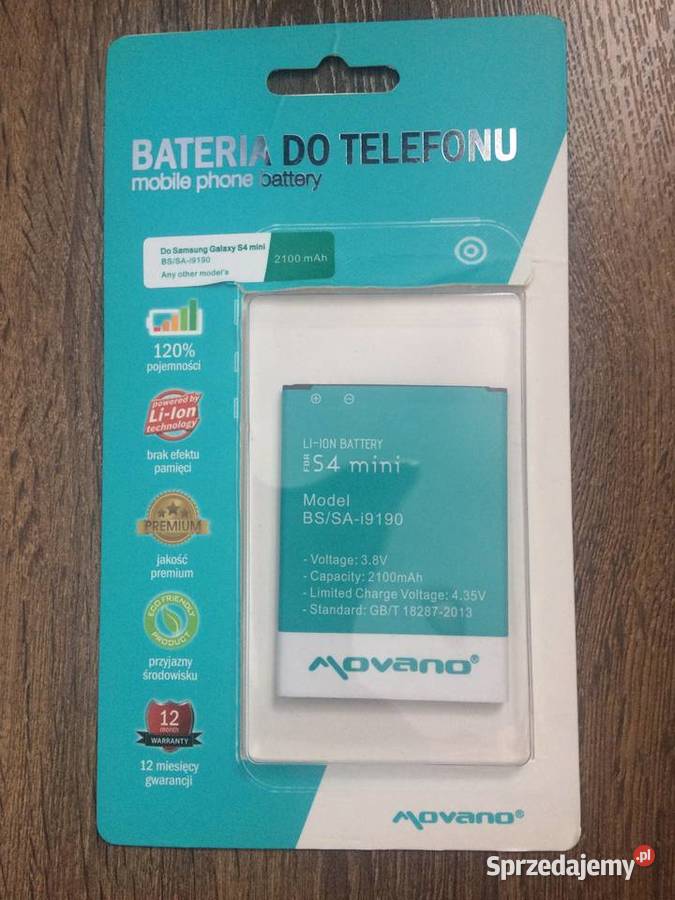 BATERIA DO TELEFONU
mobile phone battery
Do Samsung Galaxy S4 mini
BS/SA-i9190
Any other model's
2100 mAh
120%
pojemności
powered by
Li-Ion
technology
brak efektu
pamięci
PREMIUM
jakość
premium
ECO FRIENDLY
PRODUCT
przyjazny
środowisku
12
month
WARRANTY
12 miesięcy
gwarancji
LI-ION BATTERY
FOR S4 mini
Model
BS/SA-i9190
- Voltage: 3.8V
- Capacity: 2100mAh
- Limited Charge Voltage: 4.35V
- Standard: GB/T 18287-2013
movano®
movano®
Sprzedajemy.pl